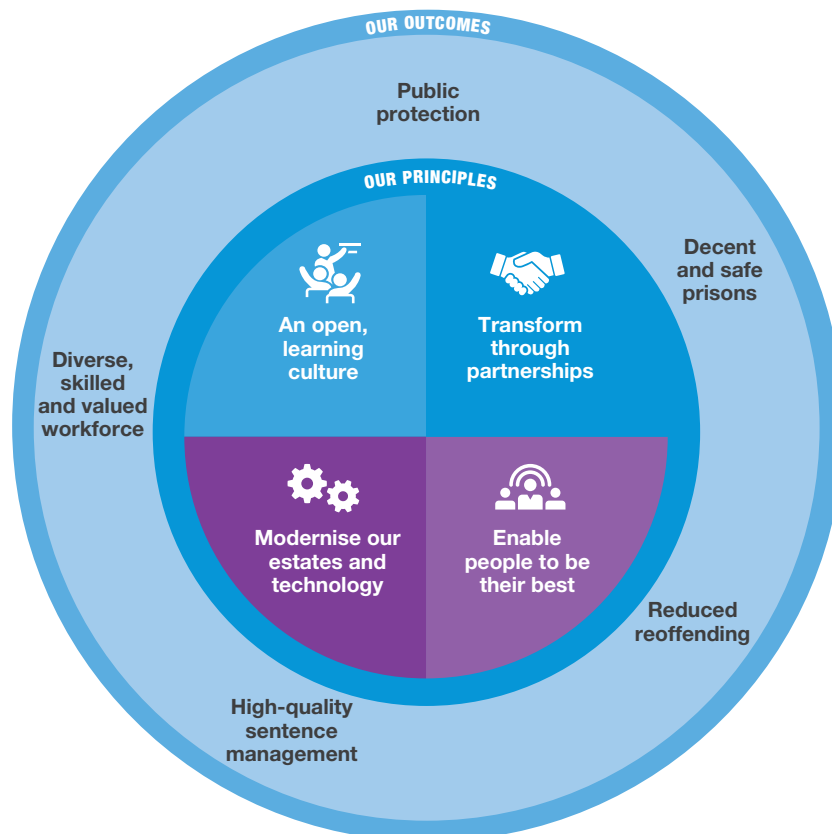 OUR OUTCOMES
Public
protection
Decent
and safe
prisons
Reduced
reoffending
High-quality
sentence
management
Diverse,
skilled
and valued
workforce
OUR PRINCIPLES
An open,
learning
culture
Transform
through
partnerships
Modernise our
estates and
technology
Enable
people to be
their best